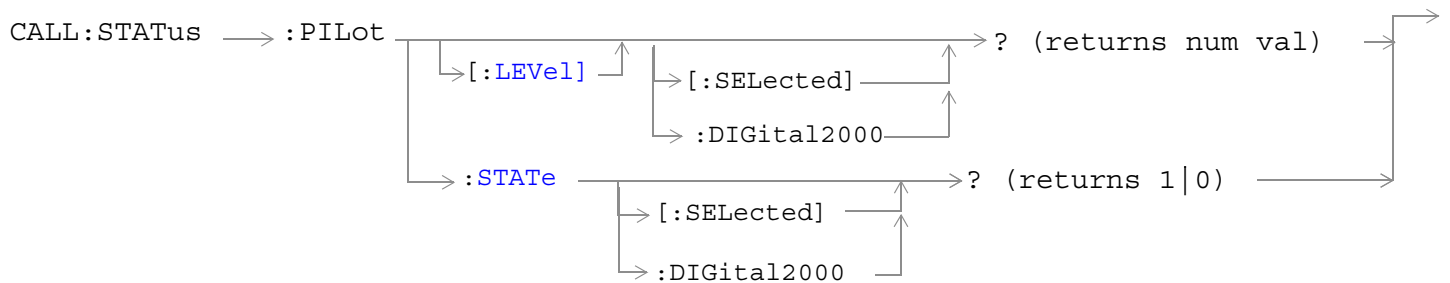 CALL:STATus :PILot ? (returns num val)
[:LEVel] [:SELected]
:DIGital2000
:STATe ? (returns 1|0)
[:SELected]
:DIGital2000